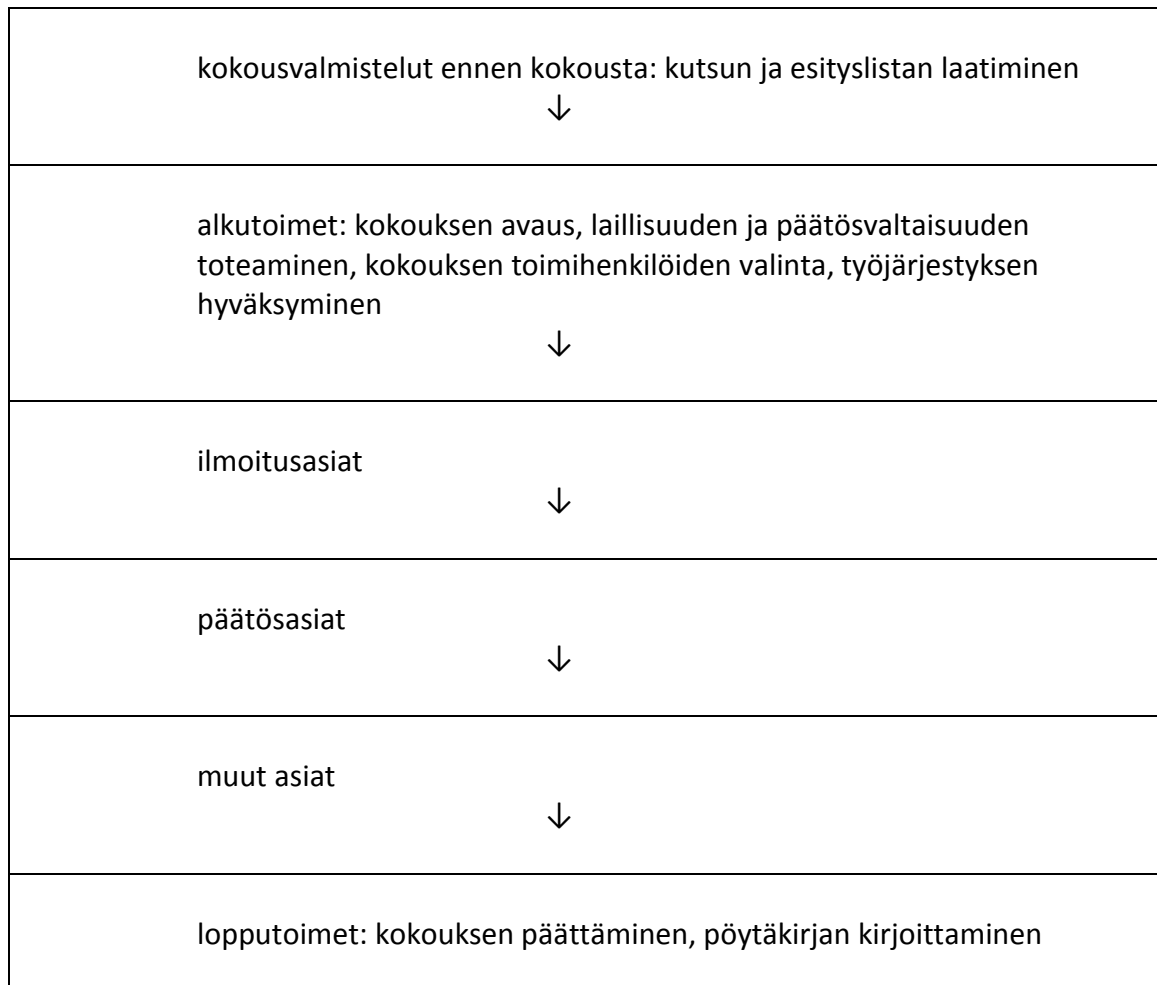 kokousvalmistelut ennen kokousta: kutsun ja esityslistan laatiminen
↓
alkutoimet: kokouksen avaus, laillisuuden ja päätösvaltaisuuden
toteaminen, kokouksen toimihenkilöiden valinta, työjärjestyksen
hyväksyminen
↓
ilmoitusasiat
↓
päätösasiat
↓
muut asiat
↓
lopputoimet: kokouksen päättäminen, pöytäkirjan kirjoittaminen